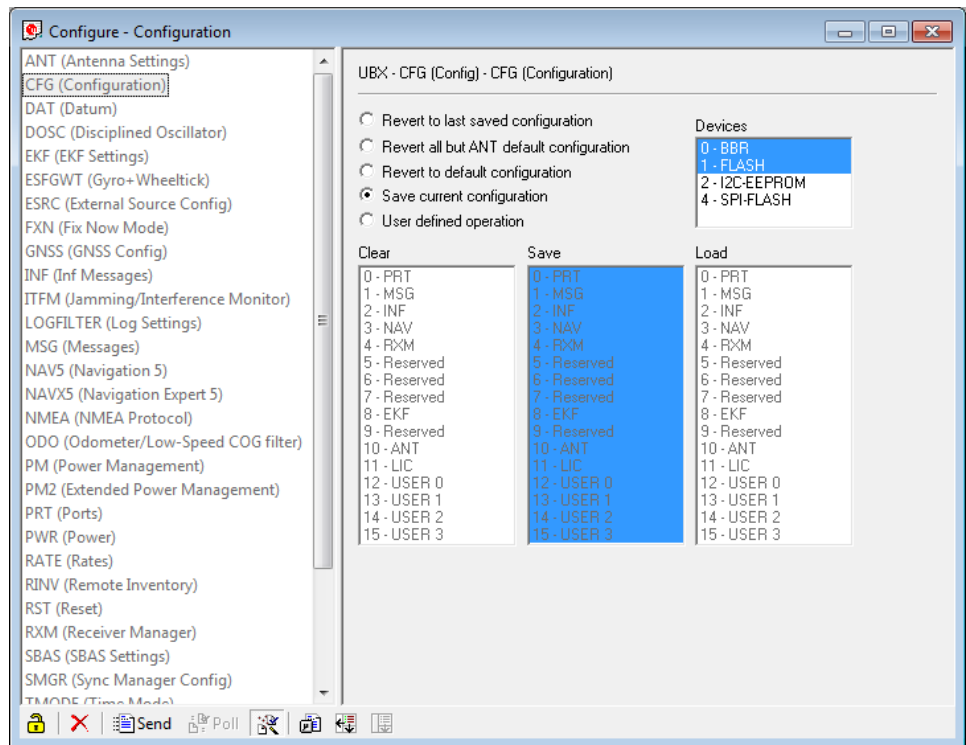 Configure - Configuration
ANT (Antenna Settings)
CFG (Configuration)
DAT (Datum)
DOSC (Disciplined Oscillator)
EKF (EKF Settings)
ESFGWT (Gyro+Wheeltick)
ESRC (External Source Config)
FXN (Fix Now Mode)
GNSS (GNSS Config)
INF (Inf Messages)
ITFM (Jamming/Interference Monitor)
LOGFILTER (Log Settings)
MSG (Messages)
NAV5 (Navigation 5)
NAVX5 (Navigation Expert 5)
NMEA (NMEA Protocol)
ODO (Odometer/Low-Speed COG filter)
PM (Power Management)
PM2 (Extended Power Management)
PRT (Ports)
PWR (Power)
RATE (Rates)
RINV (Remote Inventory)
RST (Reset)
RXM (Receiver Manager)
SBAS (SBAS Settings)
SMGR (Sync Manager Config)
TMODE (Time Mode)
UBX - CFG (Config) - CFG (Configuration)
Revert to last saved configuration
Revert all but ANT default configuration
Revert to default configuration
Save current configuration
User defined operation
Devices
0 - BBR
1 - FLASH
2 - I2C-EEPROM
4 - SPI-FLASH
Clear
0 - PRT
1 - MSG
2 - INF
3 - NAV
4 - RXM
5 - Reserved
6 - Reserved
7 - Reserved
8 - EKF
9 - Reserved
10 - ANT
11 - LIC
12 - USER 0
13 - USER 1
14 - USER 2
15 - USER 3
Save
0 - PRT
1 - MSG
2 - INF
3 - NAV
4 - RXM
5 - Reserved
6 - Reserved
7 - Reserved
8 - EKF
9 - Reserved
10 - ANT
11 - LIC
12 - USER 0
13 - USER 1
14 - USER 2
15 - USER 3
Load
0 - PRT
1 - MSG
2 - INF
3 - NAV
4 - RXM
5 - Reserved
6 - Reserved
7 - Reserved
8 - EKF
9 - Reserved
10 - ANT
11 - LIC
12 - USER 0
13 - USER 1
14 - USER 2
15 - USER 3
Send Poll